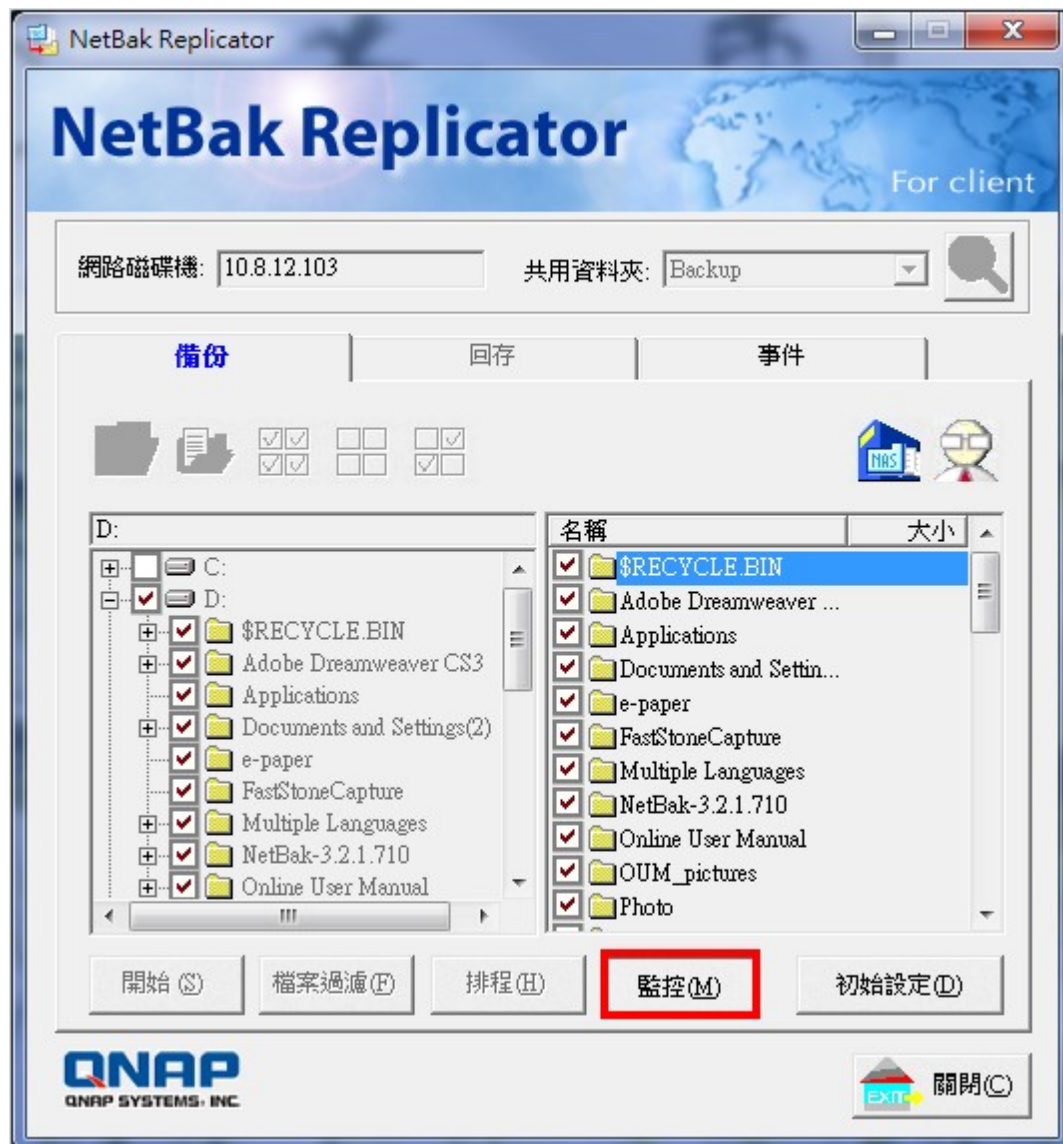 NetBak Replicator
NetBak Replicator
For client
網路磁碟機: 10.8.12.103 共用資料夾: Backup
備份 回存 事件
NAS
D:
C:
D:
$RECYCLE.BIN
Adobe Dreamweaver CS3
Applications
Documents and Settings(2)
e-paper
FastStoneCapture
Multiple Languages
NetBak-3.2.1.710
Online User Manual
名稱 大小
$RECYCLE.BIN
Adobe Dreamweaver ...
Applications
Documents and Settin...
e-paper
FastStoneCapture
Multiple Languages
NetBak-3.2.1.710
Online User Manual
OUM_pictures
Photo
開始(S) 檔案過濾(F) 排程(H) 監控(M) 初始設定(D)
QNAP
QNAP SYSTEMS, INC.
EXIT 關閉(C)